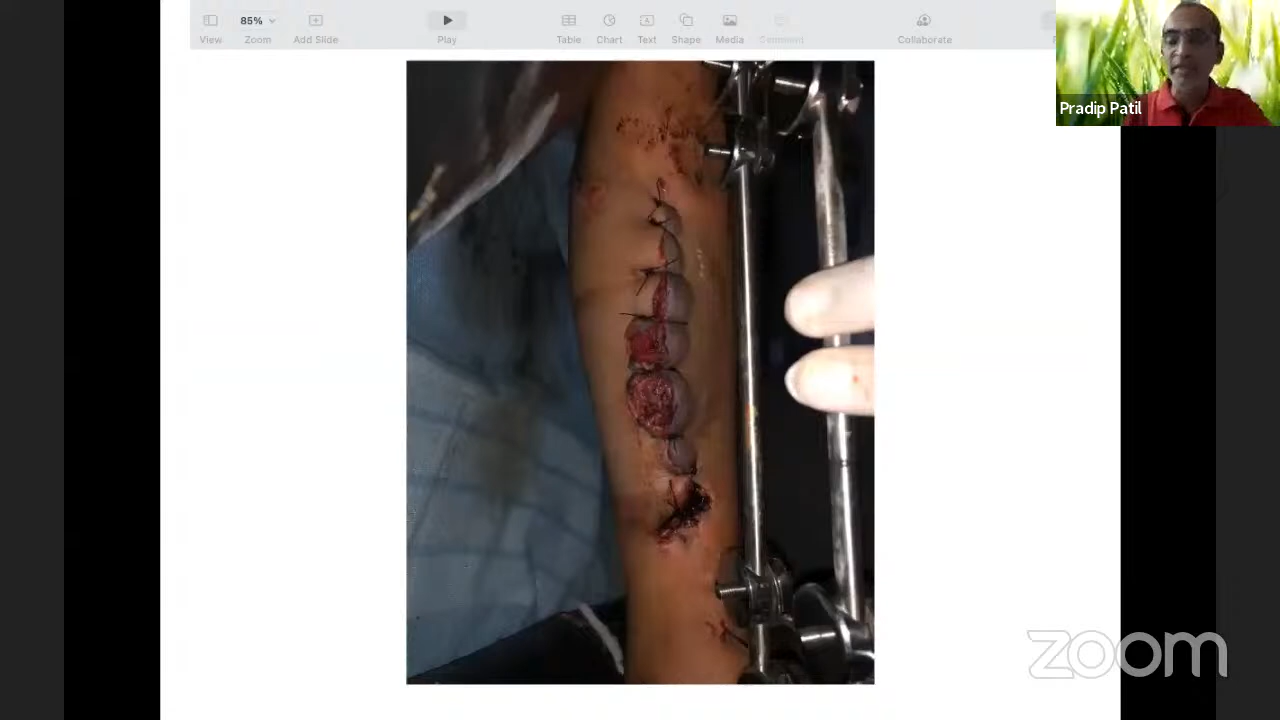 85%
View Zoom Add Slide Play Table Chart Text Shape Media Comment Collaborate
Pradip Patil
zoom